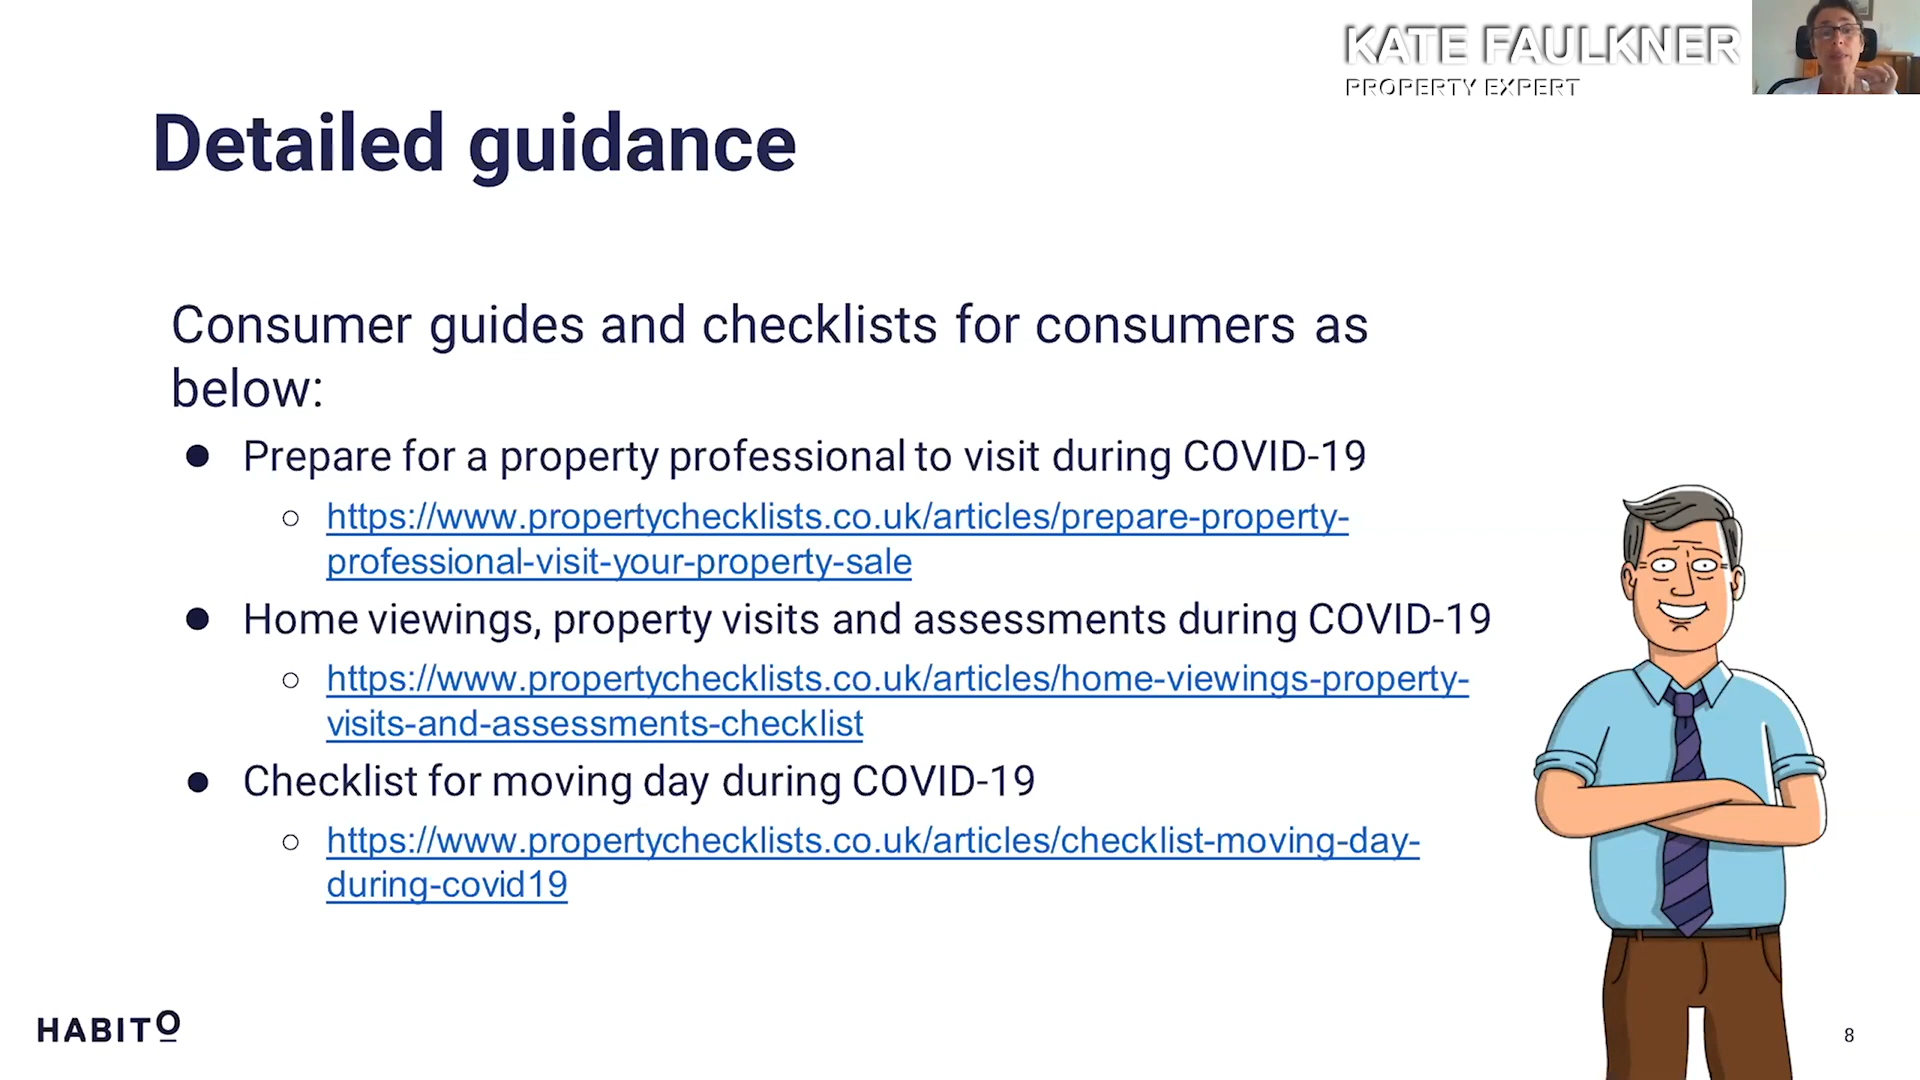 KATE FAULKNER
PROPERTY EXPERT
Detailed guidance
Consumer guides and checklists for consumers as
below:
● Prepare for a property professional to visit during COVID-19
○ https://www.propertychecklists.co.uk/articles/prepare-property-
professional-visit-your-property-sale
● Home viewings, property visits and assessments during COVID-19
○ https://www.propertychecklists.co.uk/articles/home-viewings-property-
visits-and-assessments-checklist
● Checklist for moving day during COVID-19
○ https://www.propertychecklists.co.uk/articles/checklist-moving-day-
during-covid19
HABITO
8